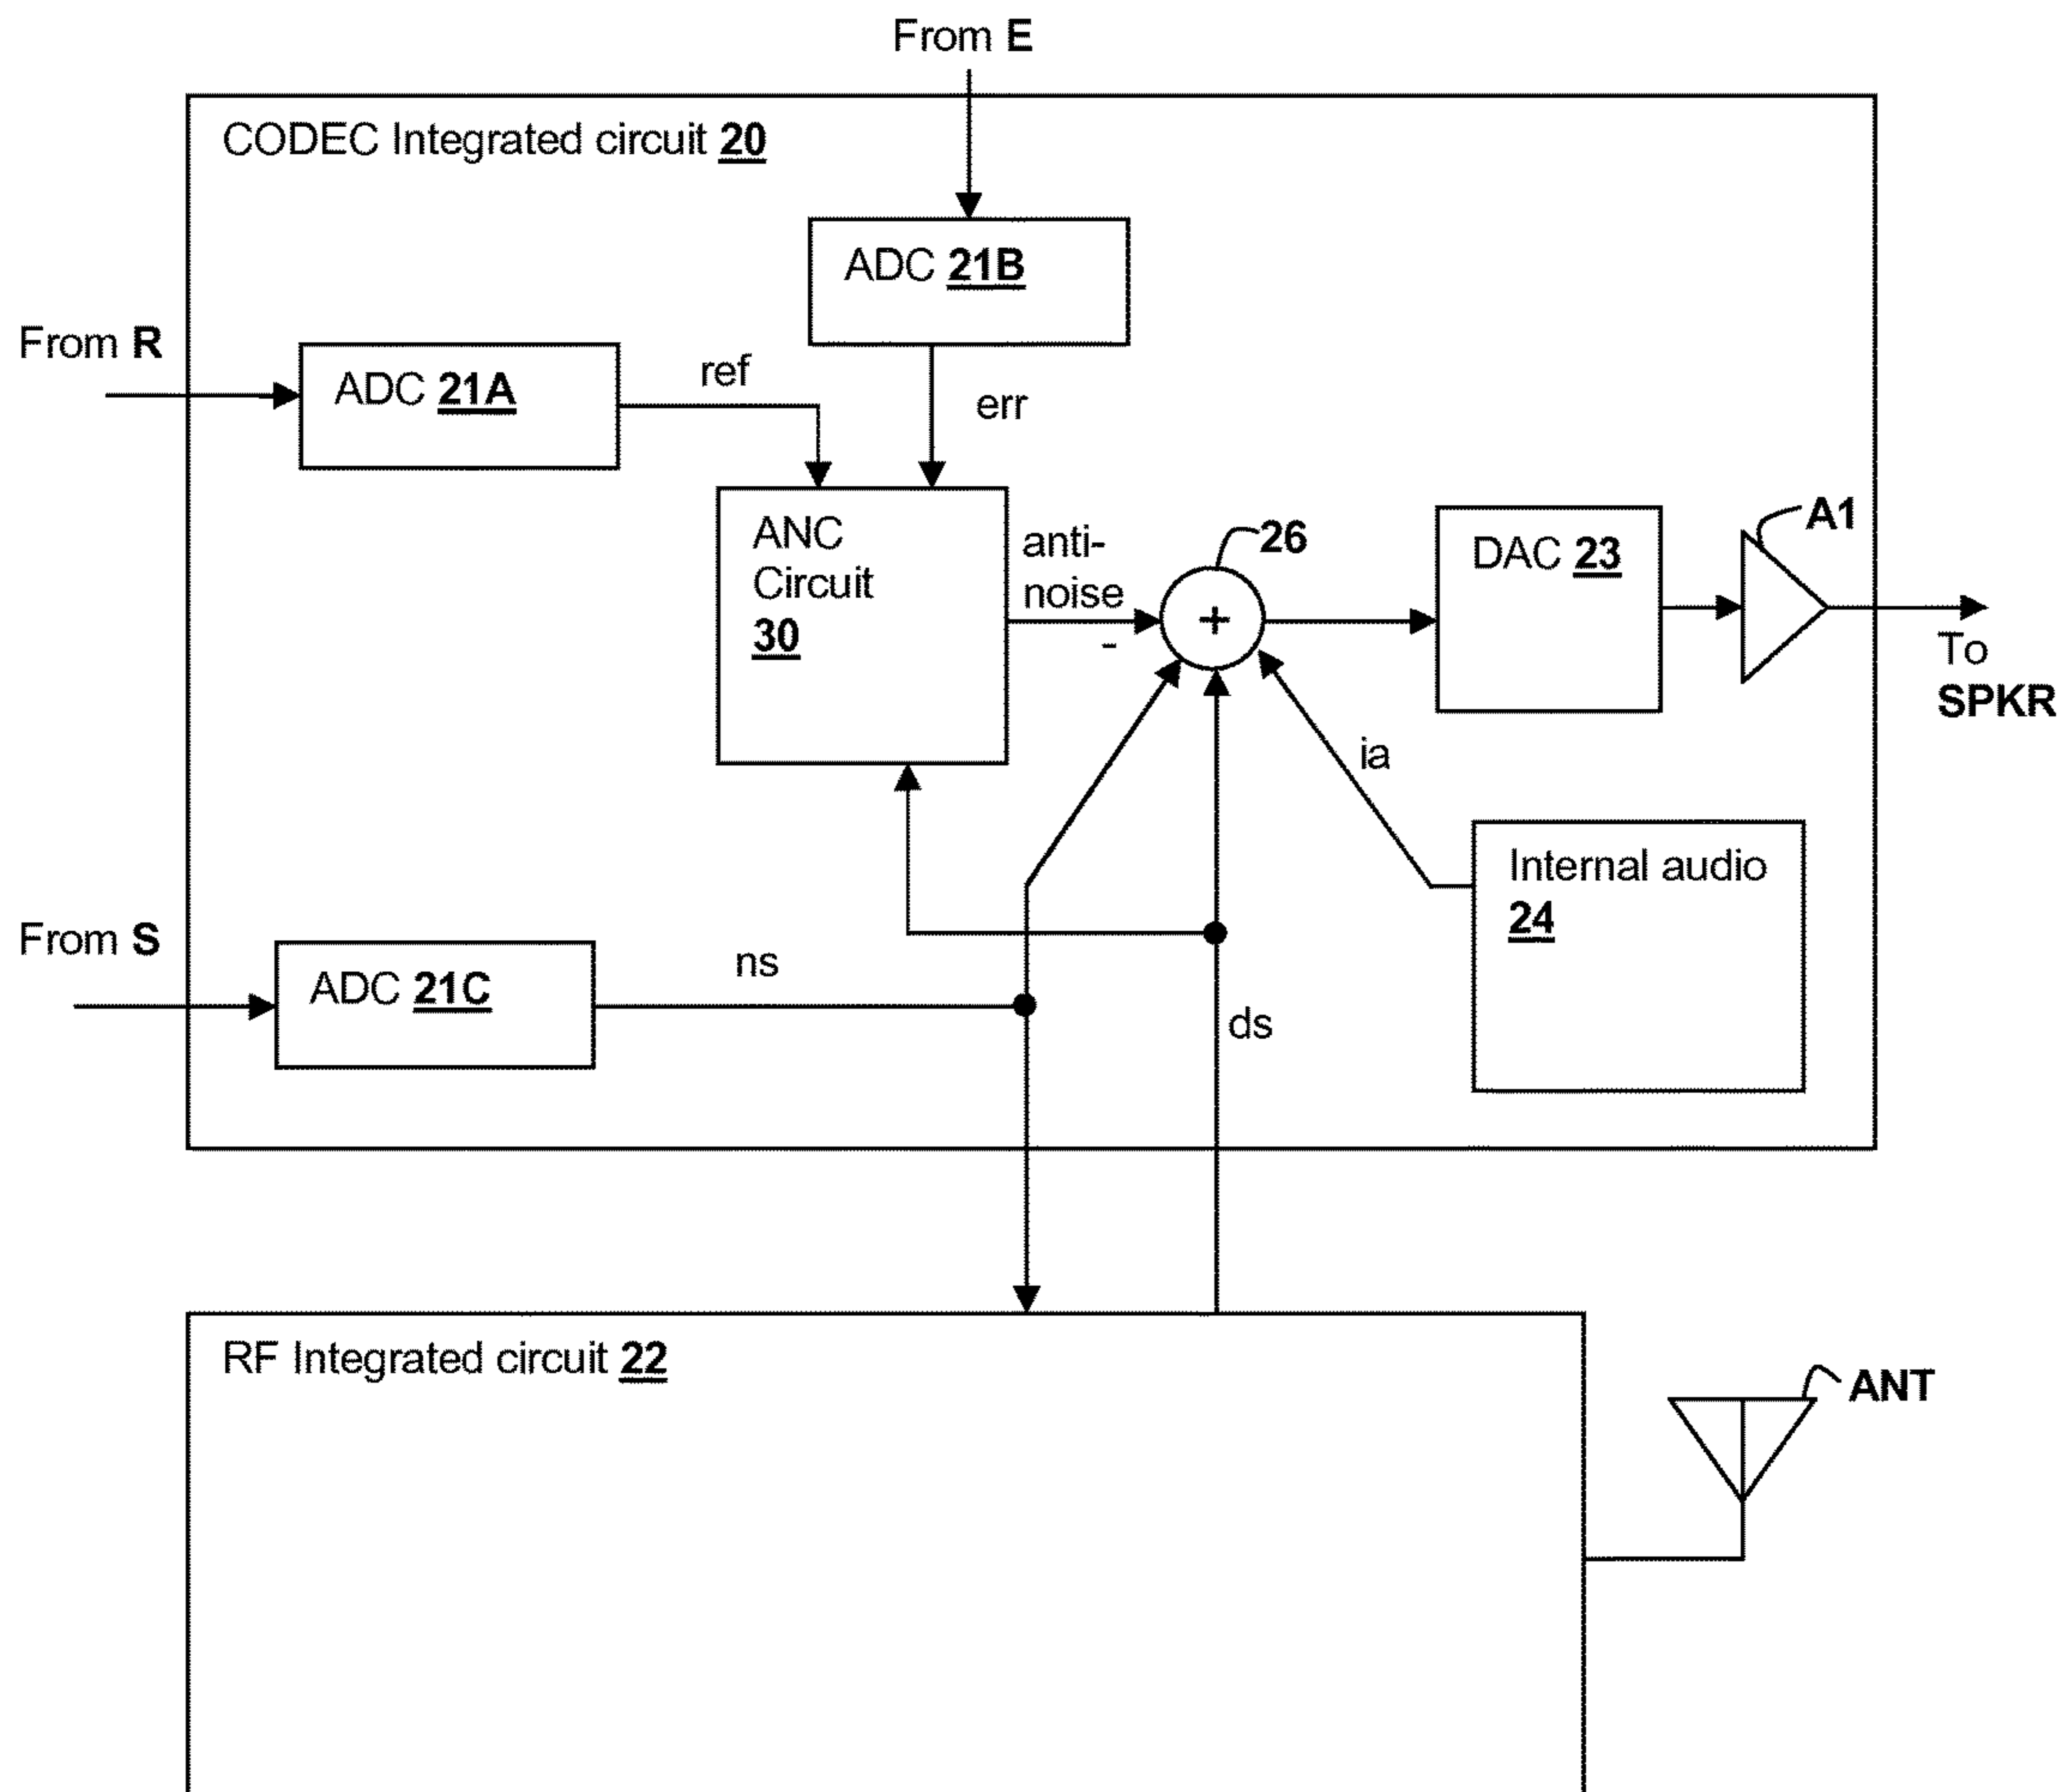 From E
CODEC Integrated circuit 20
ADC 21B
From R
ADC 21A
ref
err
ANC
Circuit
30
anti-
noise
-
26
+
DAC 23
A1
To
SPKR
ia
Internal audio
24
From S
ADC 21C
ns
ds
RF Integrated circuit 22
ANT